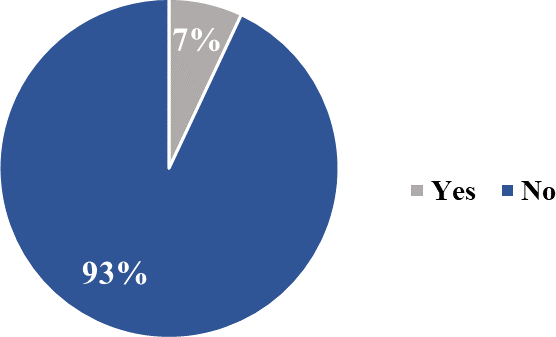 7%
Yes No
93%